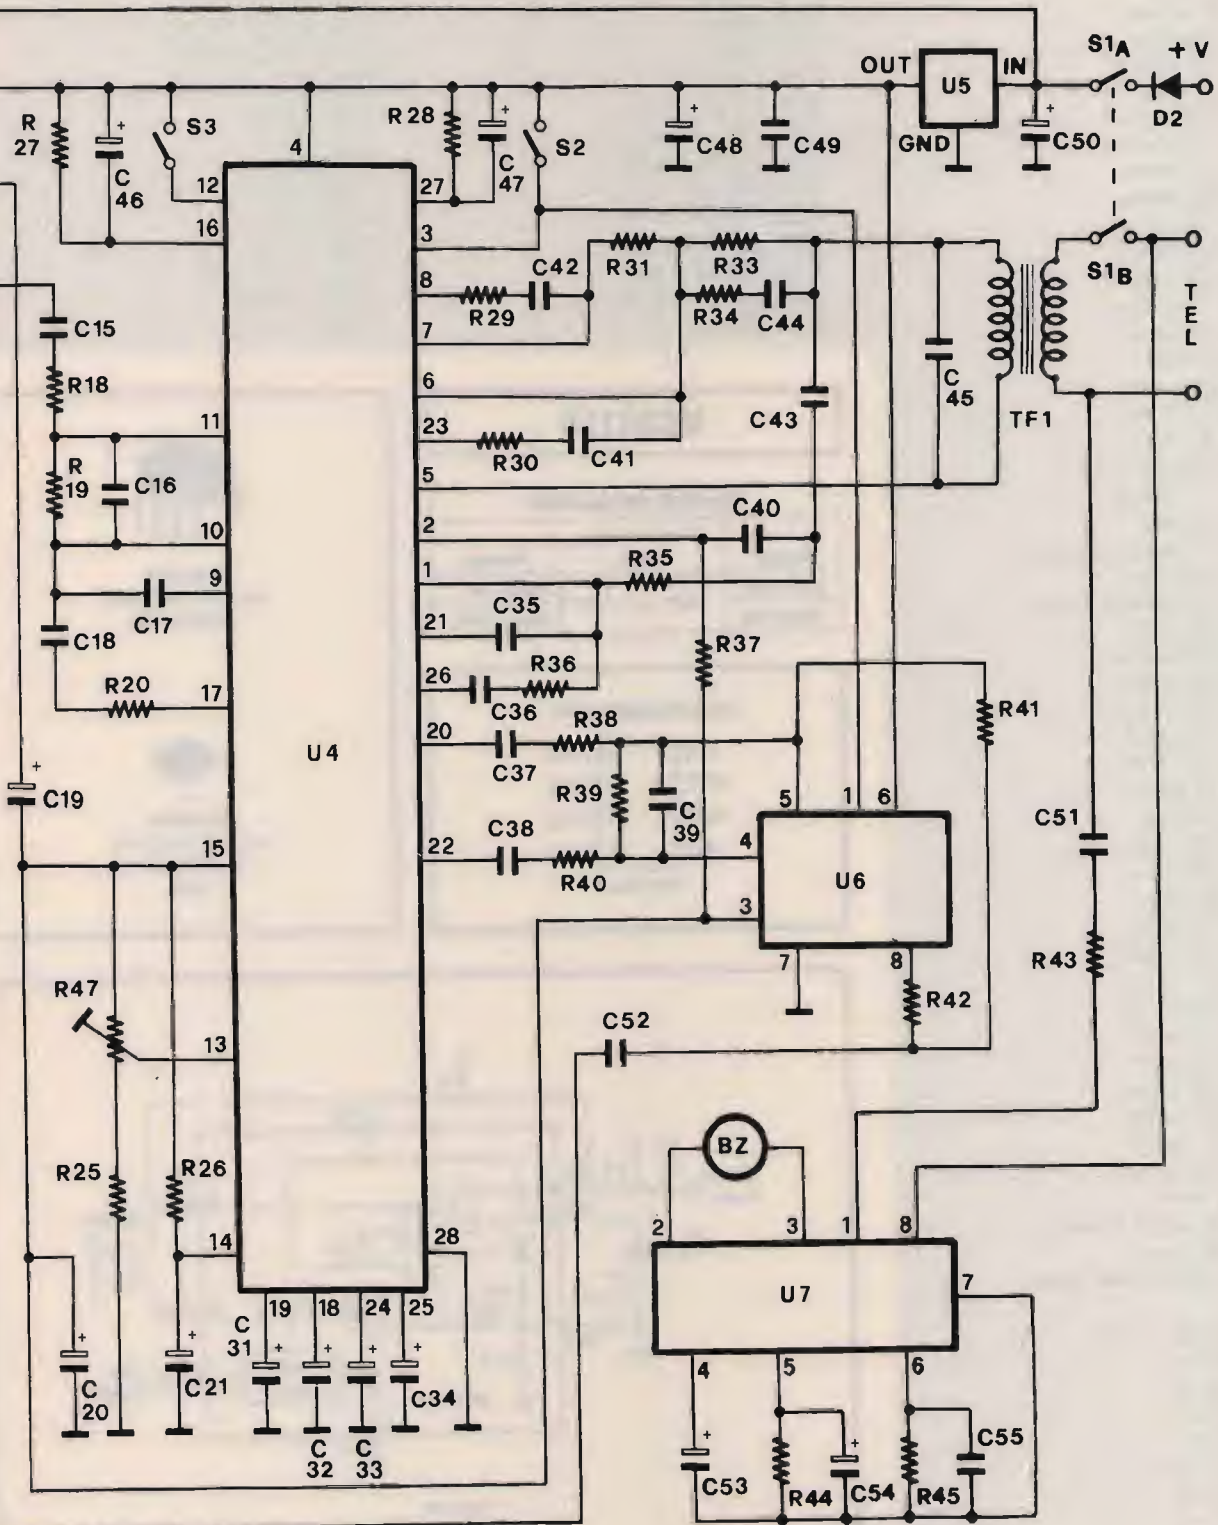 S1A + V
OUT U5 IN
D2
R 27
C 46
S3
4
R28
C 47
S2
C48
C49
GND
C50
12
27
16
3
S1B
TEL
C15
8
R29
C42
R31
R33
R34
C44
7
R18
6
C 45
TF1
11
23
R30
C41
C43
R 19
C16
5
10
2
C40
9
1
R35
C17
C18
21
C35
R37
26
C36
R36
R20
17
R41
20
C37
R38
U4
C19
R39
C 39
5
1
6
C51
15
22
C38
R40
4
U6
3
7
8
R43
R47
R42
C52
13
BZ
R25
R26
2
3
1
8
14
28
U7
7
19
18
24
25
C 31
C 20
C21
C34
4
5
6
C 32
C 33
C53
R44
C54
R45
C55